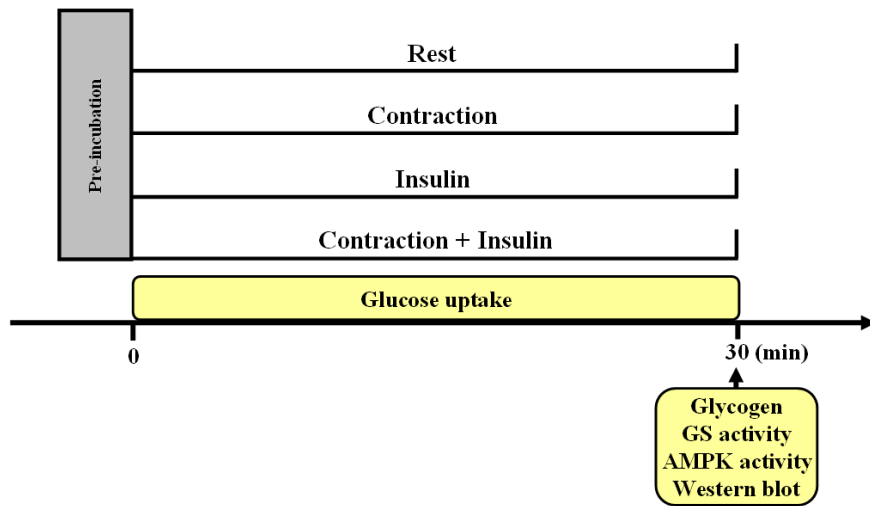 Pre-incubation
Rest
Contraction
Insulin
Contraction + Insulin
Glucose uptake
0
30 (min)
Glycogen
GS activity
AMPK activity
Western blot